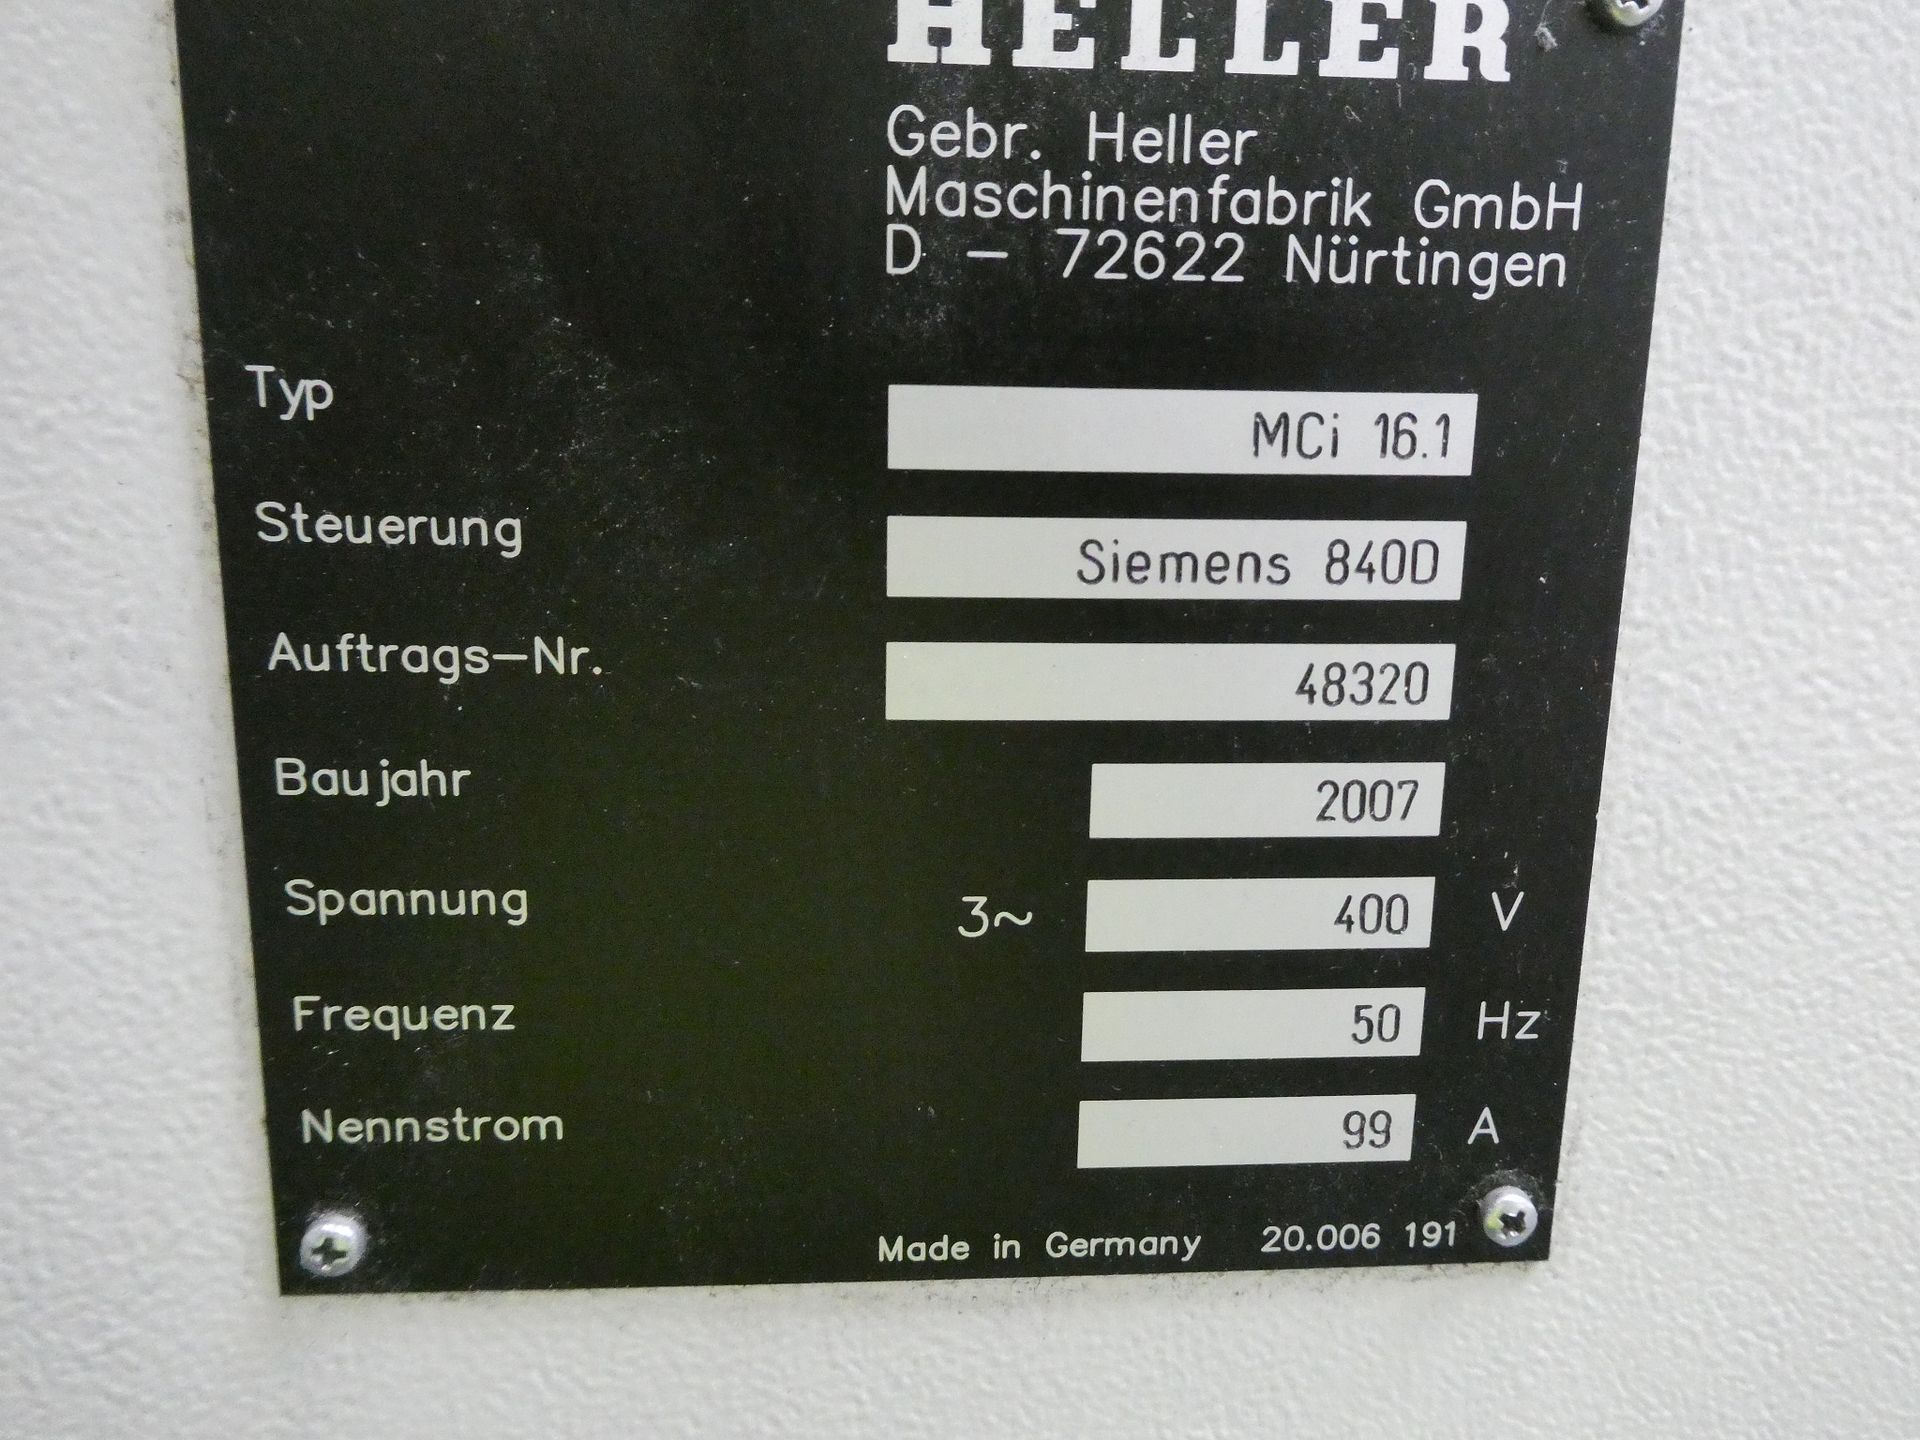 HELLER
Gebr. Heller
Maschinenfabrik GmbH
D - 72622 Nürtingen
Typ MCi 16.1
Steuerung Siemens 840D
Auftrags-Nr. 48320
Baujahr 2007
Spannung 3~ 400 V
Frequenz 50 Hz
Nennstrom 99 A
Made in Germany 20.006 191